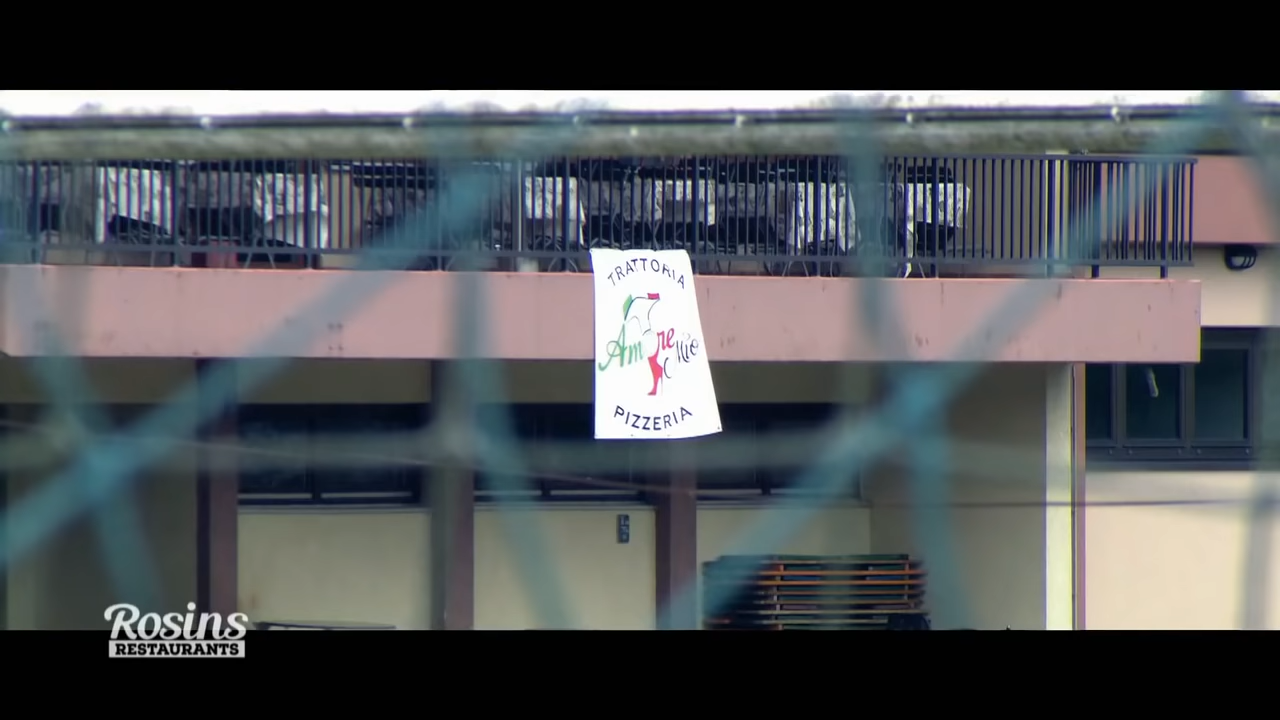 TRATTORIA
Amore Mio
PIZZERIA
Rosins
RESTAURANTS